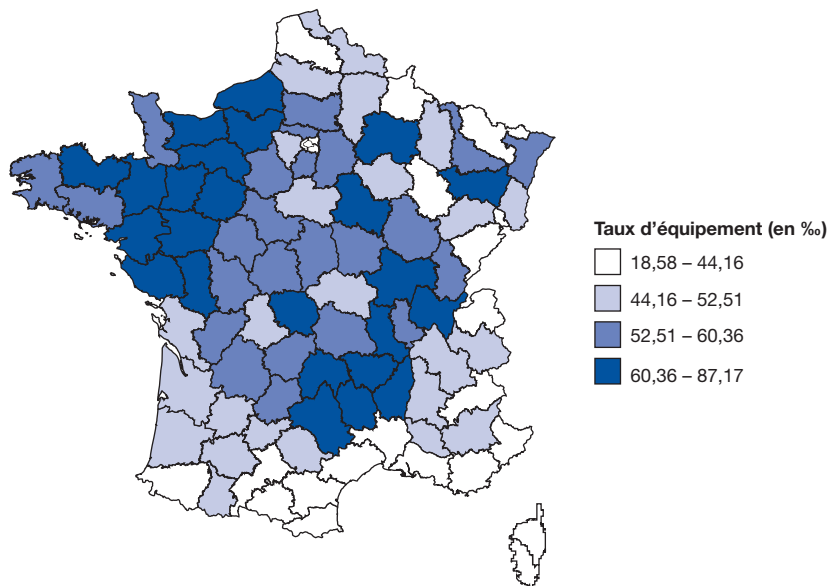 Taux d'équipement (en ‰)
18,58 – 44,16
44,16 – 52,51
52,51 – 60,36
60,36 – 87,17